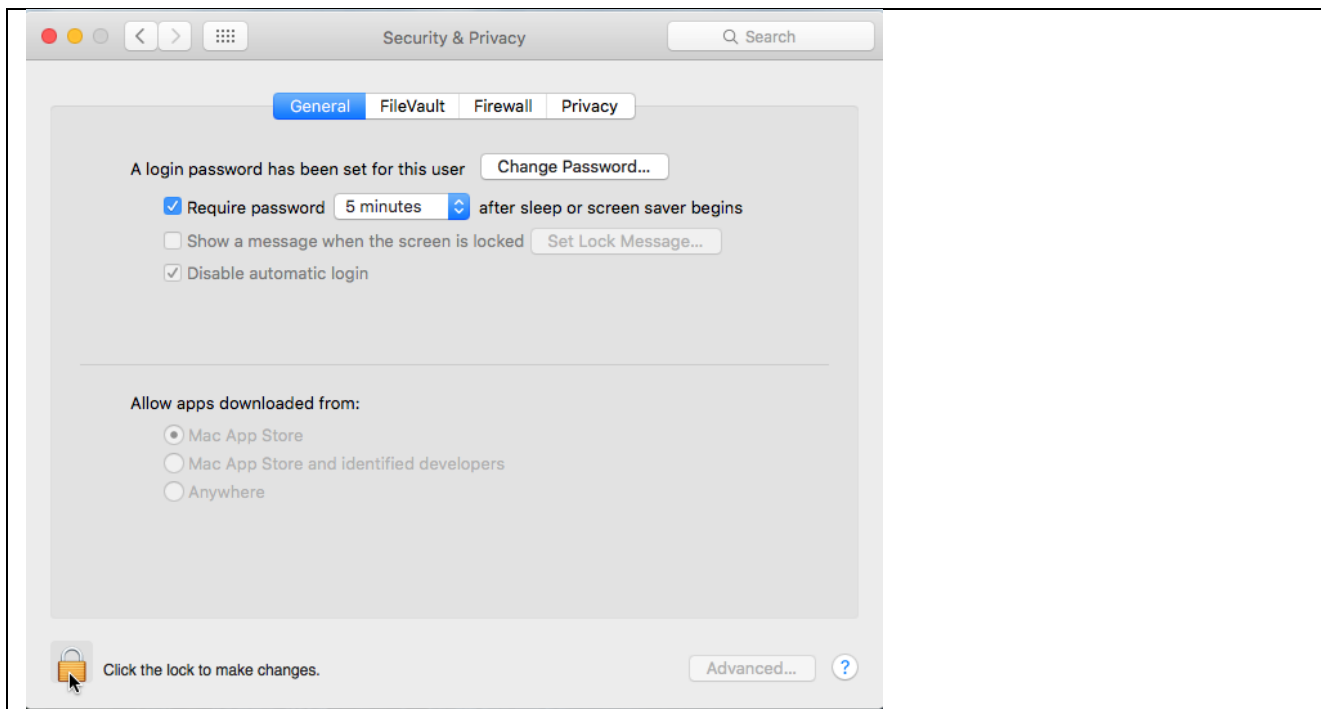 Security & Privacy Search
General FileVault Firewall Privacy
A login password has been set for this user Change Password...
Require password 5 minutes after sleep or screen saver begins
Show a message when the screen is locked Set Lock Message...
Disable automatic login
Allow apps downloaded from:
Mac App Store
Mac App Store and identified developers
Anywhere
Click the lock to make changes. Advanced... ?